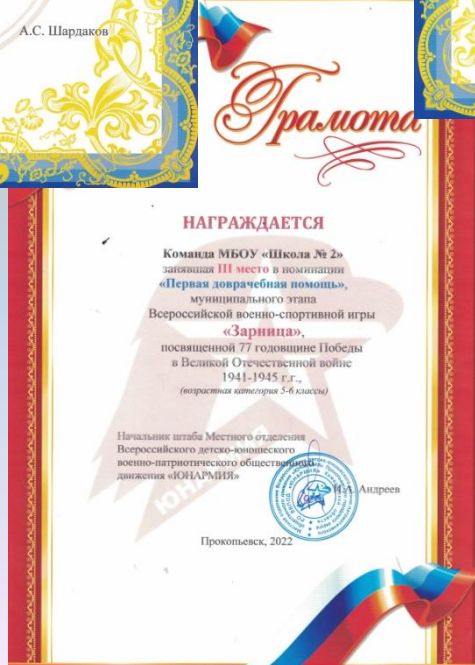 А.С. Шардаков
Грамота
НАГРАЖДАЕТСЯ
Команда МБОУ «Школа № 2»
занявшая III место в номинации
«Первая доврачебная помощь»,
муниципального этапа
Всероссийской военно-спортивной игры
«Зарница»,
посвященной 77 годовщине Победы
в Великой Отечественной войне
1941-1945 г.г.,
(возрастная категория 5-6 классы)
Начальник штаба Местного отделения
Всероссийского детско-юношеского
военно-патриотического общественного
движения «ЮНАРМИЯ»
И.А. Андреев
ЮНАРМИЯ
Прокопьевск, 2022